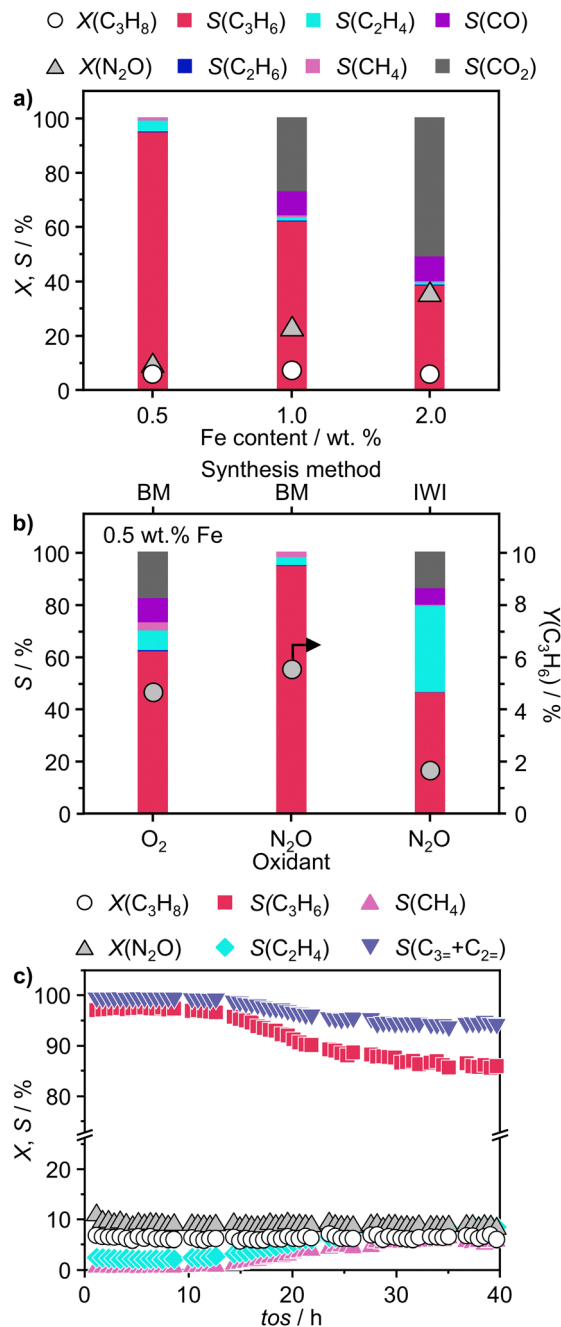 X(C₃H₈) S(C₃H₆) S(C₂H₄) S(CO)
X(N₂O) S(C₂H₆) S(CH₄) S(CO₂)
a)
100
80
60
40
20
0
X, S / %
0.5 1.0 2.0
Fe content / wt. %
Synthesis method
BM BM IWI
b)
0.5 wt.% Fe
100 10
80 8
60 6
40 4
20 2
0 0
S / %
Y(C₃H₆) / %
O₂ N₂O N₂O
Oxidant
X(C₃H₈) S(C₃H₆) S(CH₄)
X(N₂O) S(C₂H₄) S(C₃₌+C₂₌)
c)
100
90
80
20
10
0
X, S / %
0 10 20 30 40
tos / h